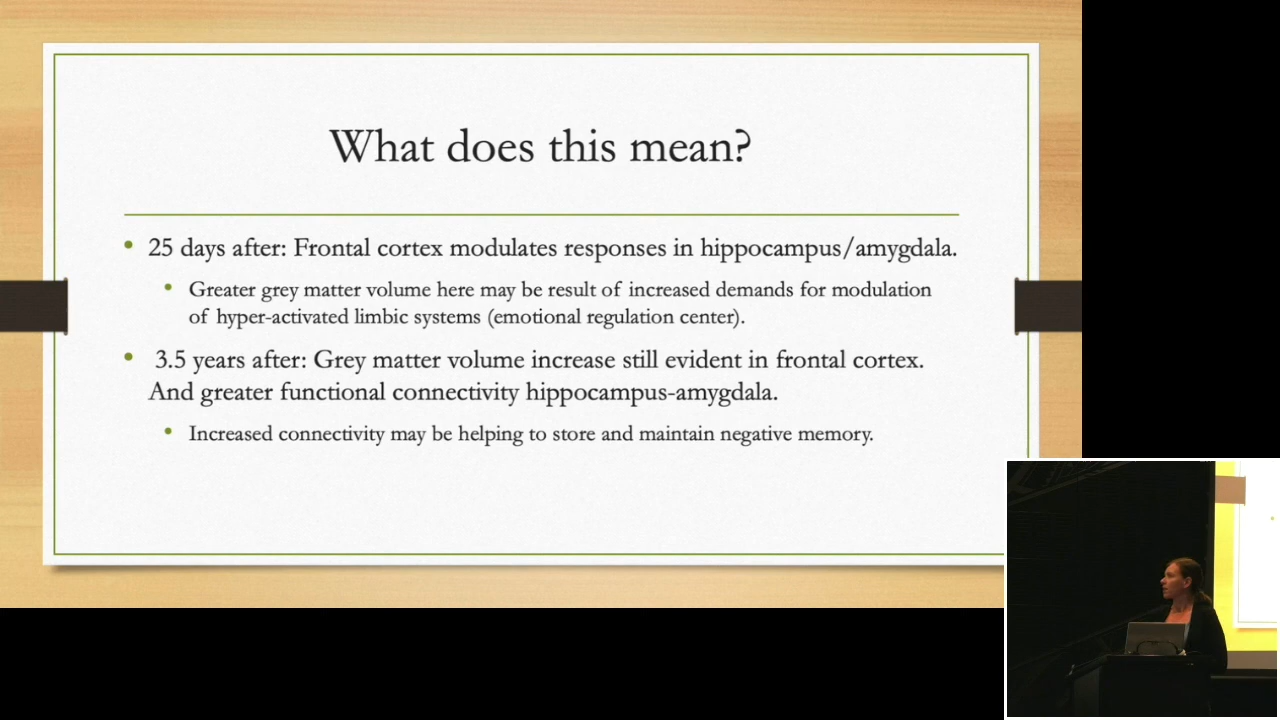 What does this mean?
• 25 days after: Frontal cortex modulates responses in hippocampus/amygdala.
• Greater grey matter volume here may be result of increased demands for modulation
of hyper-activated limbic systems (emotional regulation center).
• 3.5 years after: Grey matter volume increase still evident in frontal cortex.
And greater functional connectivity hippocampus-amygdala.
• Increased connectivity may be helping to store and maintain negative memory.